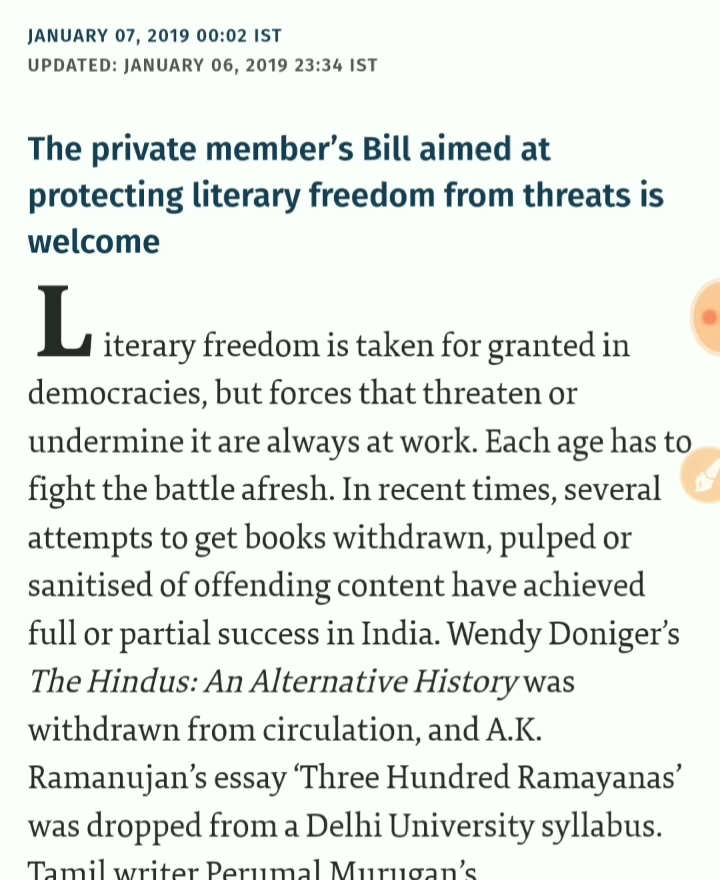 JANUARY 07, 2019 00:02 IST
UPDATED: JANUARY 06, 2019 23:34 IST
The private member’s Bill aimed at
protecting literary freedom from threats is
welcome
Literary freedom is taken for granted in
democracies, but forces that threaten or
undermine it are always at work. Each age has to
fight the battle afresh. In recent times, several
attempts to get books withdrawn, pulped or
sanitised of offending content have achieved
full or partial success in India. Wendy Doniger’s
The Hindus: An Alternative History was
withdrawn from circulation, and A.K.
Ramanujan’s essay ‘Three Hundred Ramayanas’
was dropped from a Delhi University syllabus.
Tamil writer Perumal Murugan’s